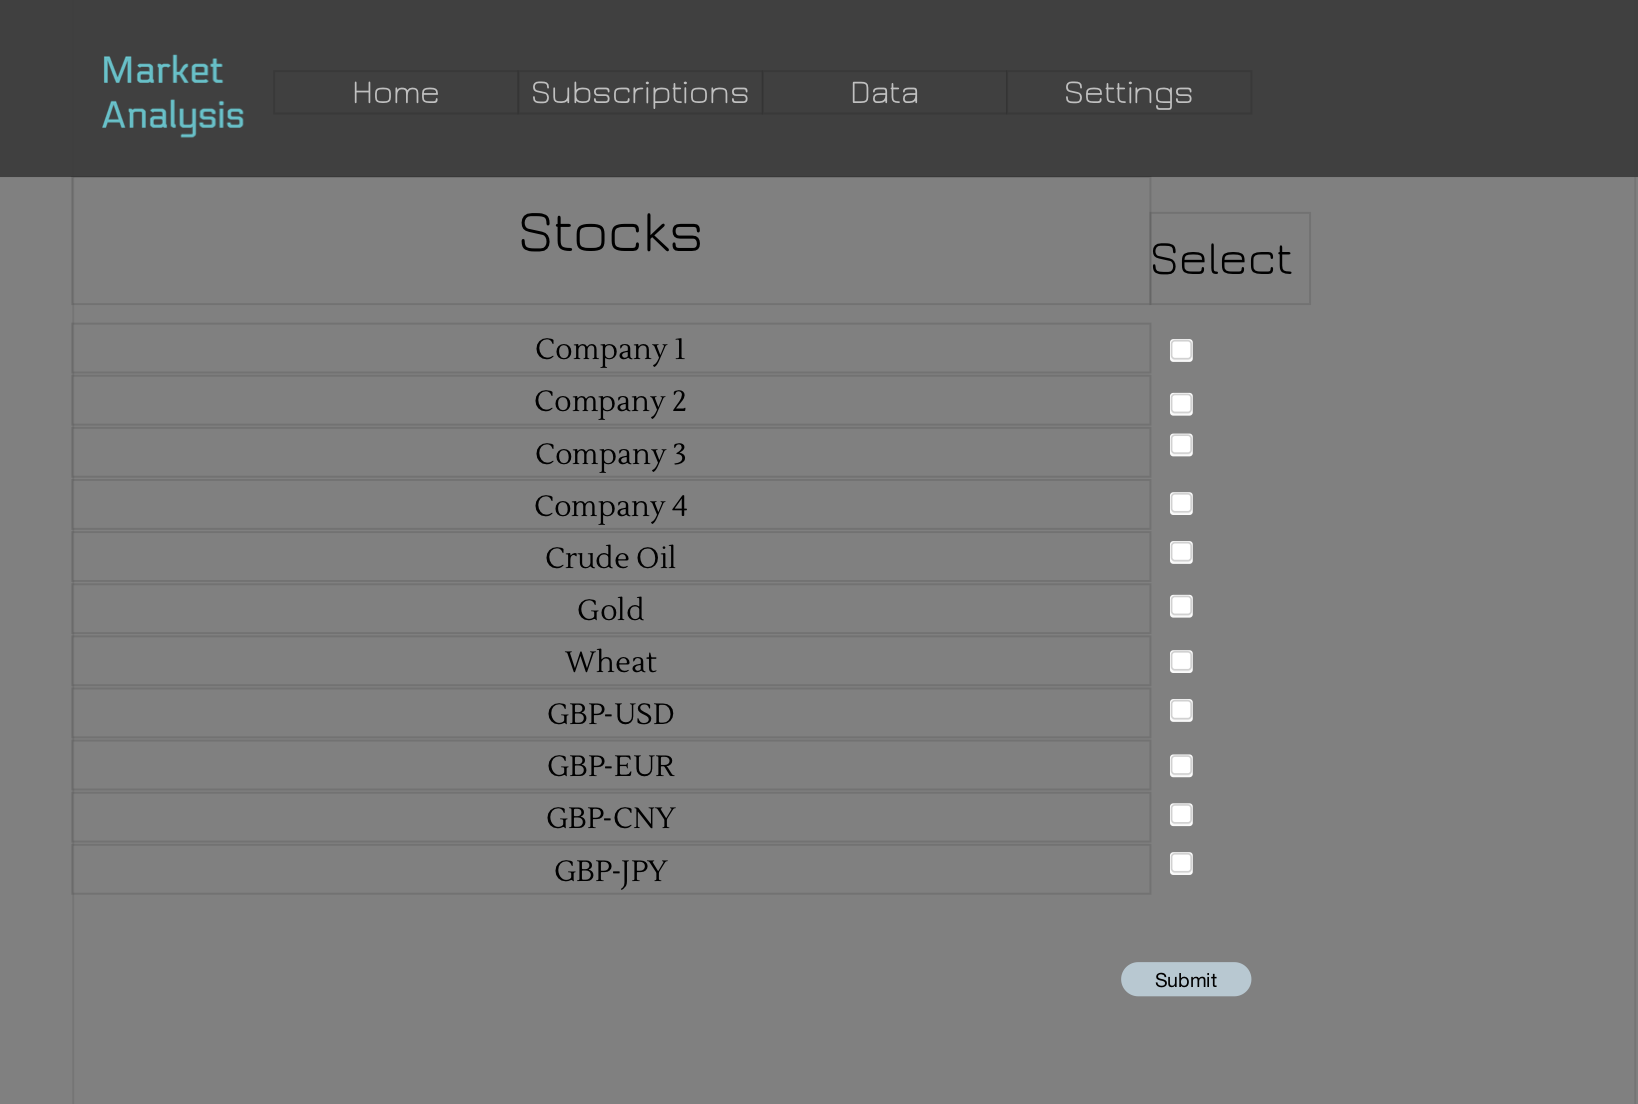 Market
Analysis
Home Subscriptions Data Settings
Stocks
Select
Company 1
Company 2
Company 3
Company 4
Crude Oil
Gold
Wheat
GBP-USD
GBP-EUR
GBP-CNY
GBP-JPY
Submit